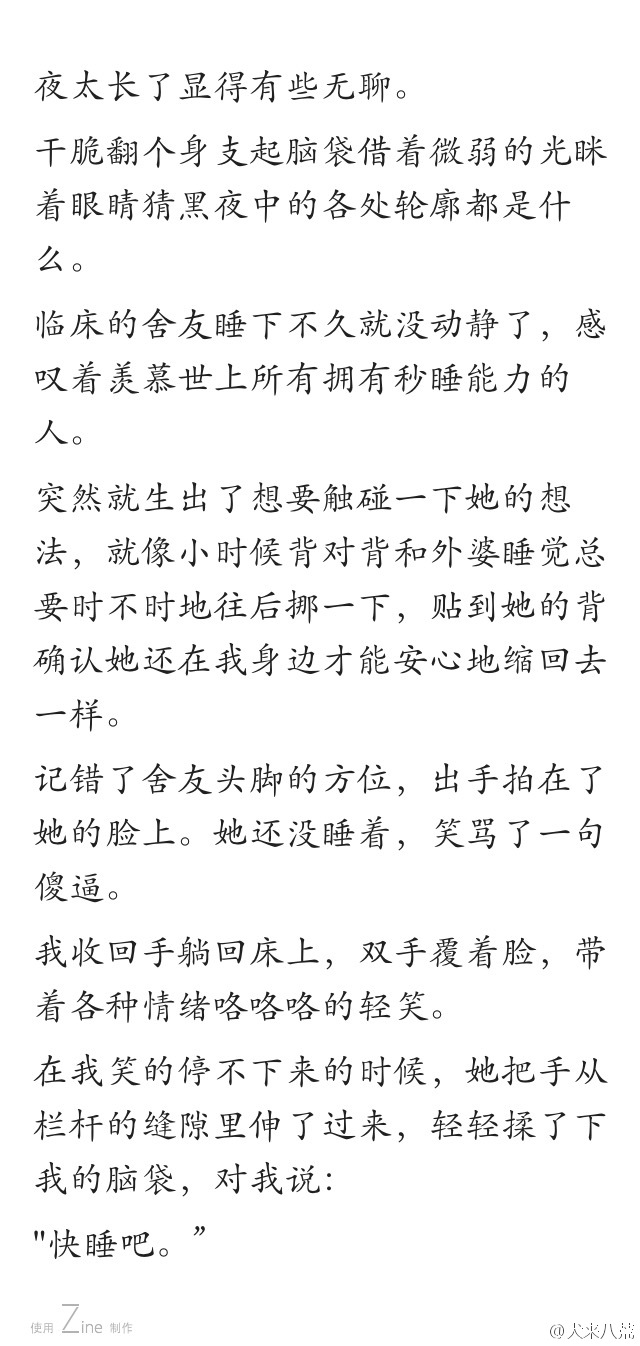 夜太长了显得有些无聊。
干脆翻个身支起脑袋借着微弱的光眯
着眼睛猜黑夜中的各处轮廓都是什
么。
临床的舍友睡下不久就没动静了，感
叹着羡慕世上所有拥有秒睡能力的
人。
突然就生出了想要触碰一下她的想
法，就像小时候背对背和外婆睡觉总
要时不时地往后挪一下，贴到她的背
确认她还在我身边才能安心地缩回去
一样。
记错了舍友头脚的方位，出手拍在了
她的脸上。她还没睡着，笑骂了一句
傻逼。
我收回手躺回床上，双手覆着脸，带
着各种情绪咯咯咯的轻笑。
在我笑的停不下来的时候，她把手从
栏杆的缝隙里伸了过来，轻轻揉了下
我的脑袋，对我说：
"快睡吧。”
使用 Zine 制作
@犬来八荒